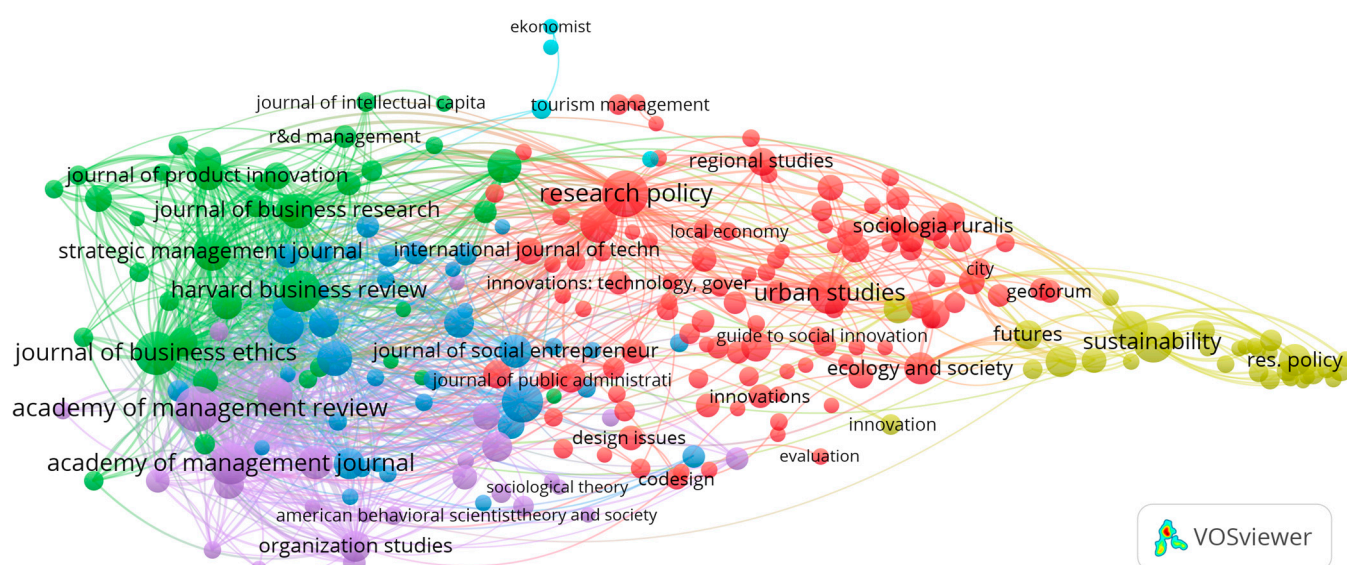 ekonomist
journal of intellectual capita
tourism management
r&d management
regional studies
journal of product innovation
research policy
journal of business research
sociologia ruralis
local economy
strategic management journal
international journal of techn
city
innovations: technology, gover
harvard business review
urban studies
geoforum
guide to social innovation
futures
sustainability
journal of business ethics
journal of social entrepreneur
res. policy
ecology and society
journal of public administrati
innovations
academy of management review
innovation
design issues
evaluation
academy of management journal
codesign
sociological theory
american behavioral scientist
theory and society
organization studies
VOSviewer